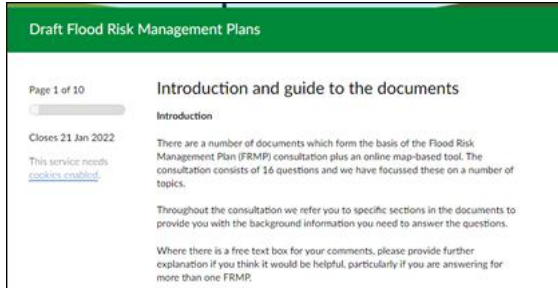 Draft Flood Risk Management Plans
Page 1 of 10
Closes 21 Jan 2022
This service needs
cookies enabled.
Introduction and guide to the documents
Introduction
There are a number of documents which form the basis of the Flood Risk
Management Plan (FRMP) consultation plus an online map-based tool. The
consultation consists of 16 questions and we have focussed these on a number of
topics.
Throughout the consultation we refer you to specific sections in the documents to
provide you with the background information you need to answer the questions.
Where there is a free text box for your comments, please provide further
explanation if you think it would be helpful, particularly if you are answering for
more than one FRMP.